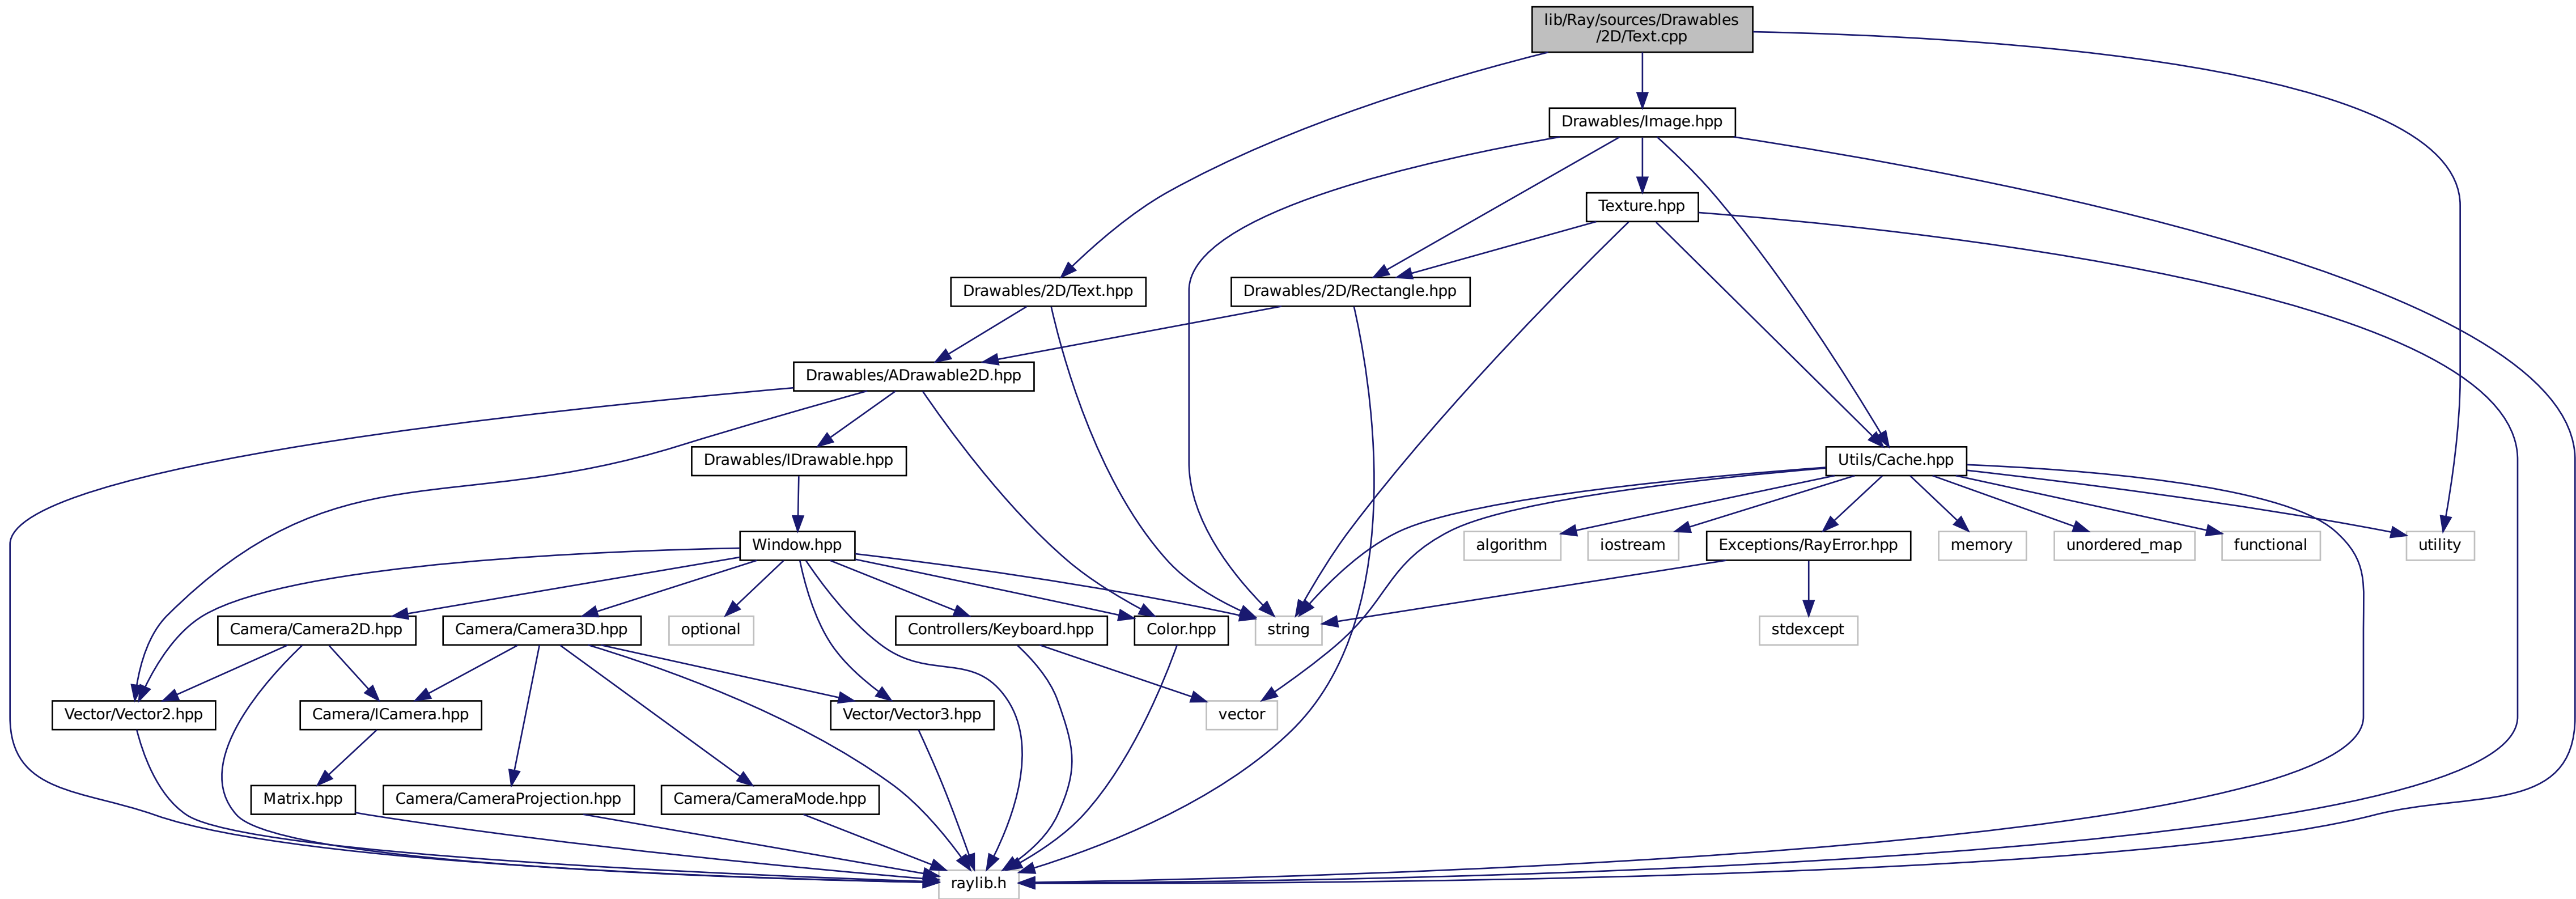 lib/Ray/sources/Drawables
/2D/Text.cpp
Drawables/Image.hpp
Texture.hpp
Drawables/2D/Text.hpp
Drawables/2D/Rectangle.hpp
Drawables/ADrawable2D.hpp
Drawables/IDrawable.hpp
Utils/Cache.hpp
Window.hpp
algorithm
iostream
Exceptions/RayError.hpp
memory
unordered_map
functional
utility
Camera/Camera2D.hpp
Camera/Camera3D.hpp
optional
Controllers/Keyboard.hpp
Color.hpp
string
stdexcept
Vector/Vector2.hpp
Camera/ICamera.hpp
Vector/Vector3.hpp
vector
Matrix.hpp
Camera/CameraProjection.hpp
Camera/CameraMode.hpp
raylib.h